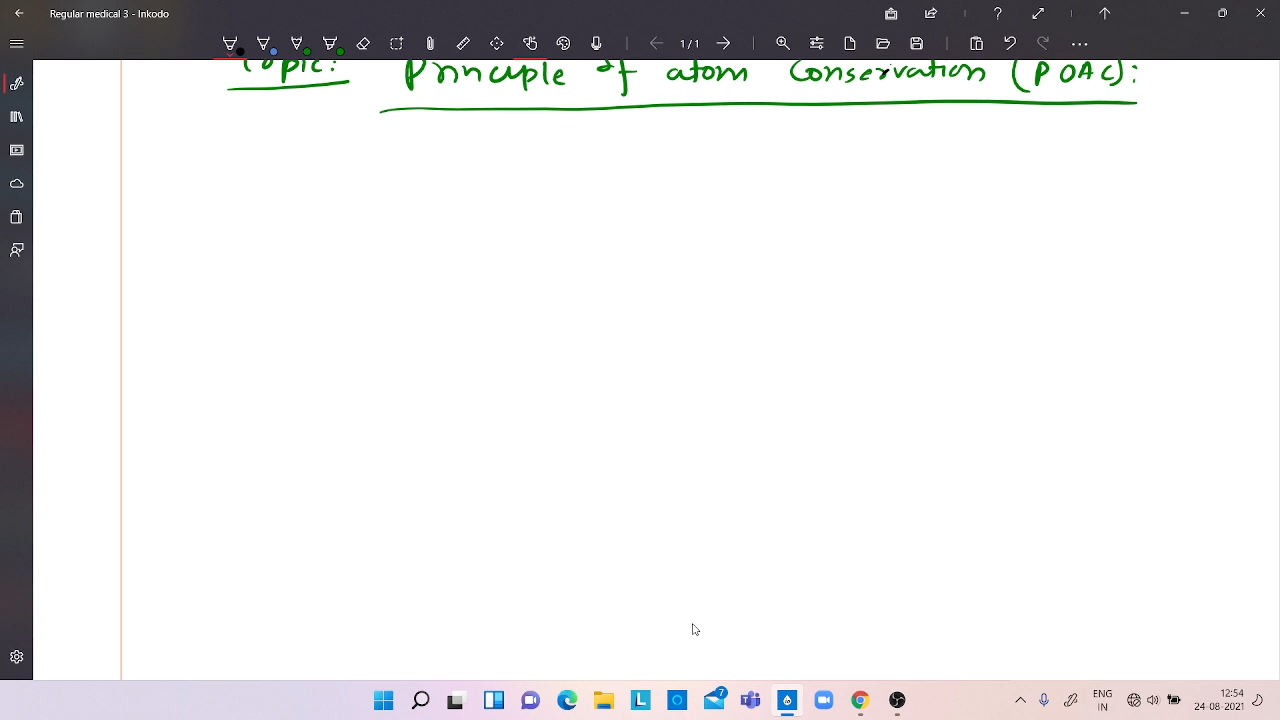 Regular medical 3 - Inkodo
1/1
Topic: Principle of atom Conservation (POAC):
7
ENG
IN
12:54
24-08-2021